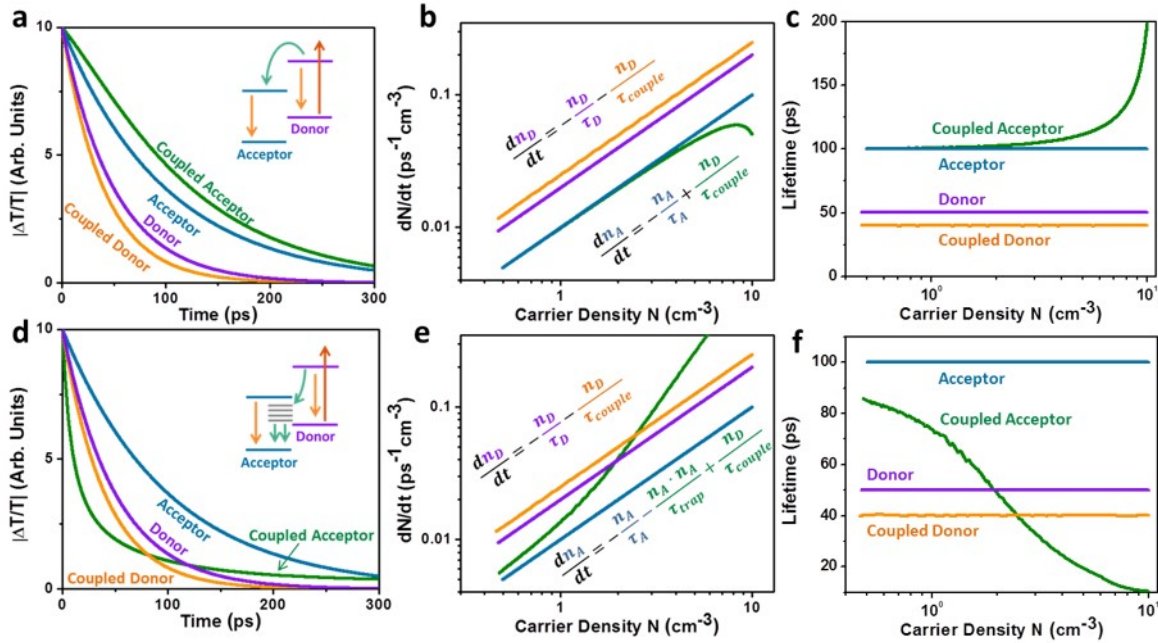 a
|ΔT/T| (Arb. Units)
10
5
0
0
100
200
300
Time (ps)
Acceptor
Donor
Coupled Acceptor
Acceptor
Donor
Coupled Donor
b
dN/dt (ps⁻¹ cm⁻³)
0.1
0.01
1
10
Carrier Density N (cm⁻³)
dn_D/dt = - n_D/τ_D - n_D/τ_couple
dn_A/dt = - n_A/τ_A + n_D/τ_couple
c
Lifetime (ps)
200
150
100
50
0
10⁰
10¹
Carrier Density N (cm⁻³)
Coupled Acceptor
Acceptor
Donor
Coupled Donor
d
|ΔT/T| (Arb. Units)
10
5
0
0
100
200
300
Time (ps)
Acceptor
Donor
Acceptor
Donor
Coupled Acceptor
Coupled Donor
e
dN/dt (ps⁻¹ cm⁻³)
0.1
0.01
1
10
Carrier Density N (cm⁻³)
dn_D/dt = - n_D/τ_D - n_D/τ_couple
dn_A/dt = - n_A/τ_A - n_A · n_A/τ_trap + n_D/τ_couple
f
Lifetime (ps)
100
80
60
40
20
10⁰
10¹
Carrier Density N (cm⁻³)
Acceptor
Coupled Acceptor
Donor
Coupled Donor